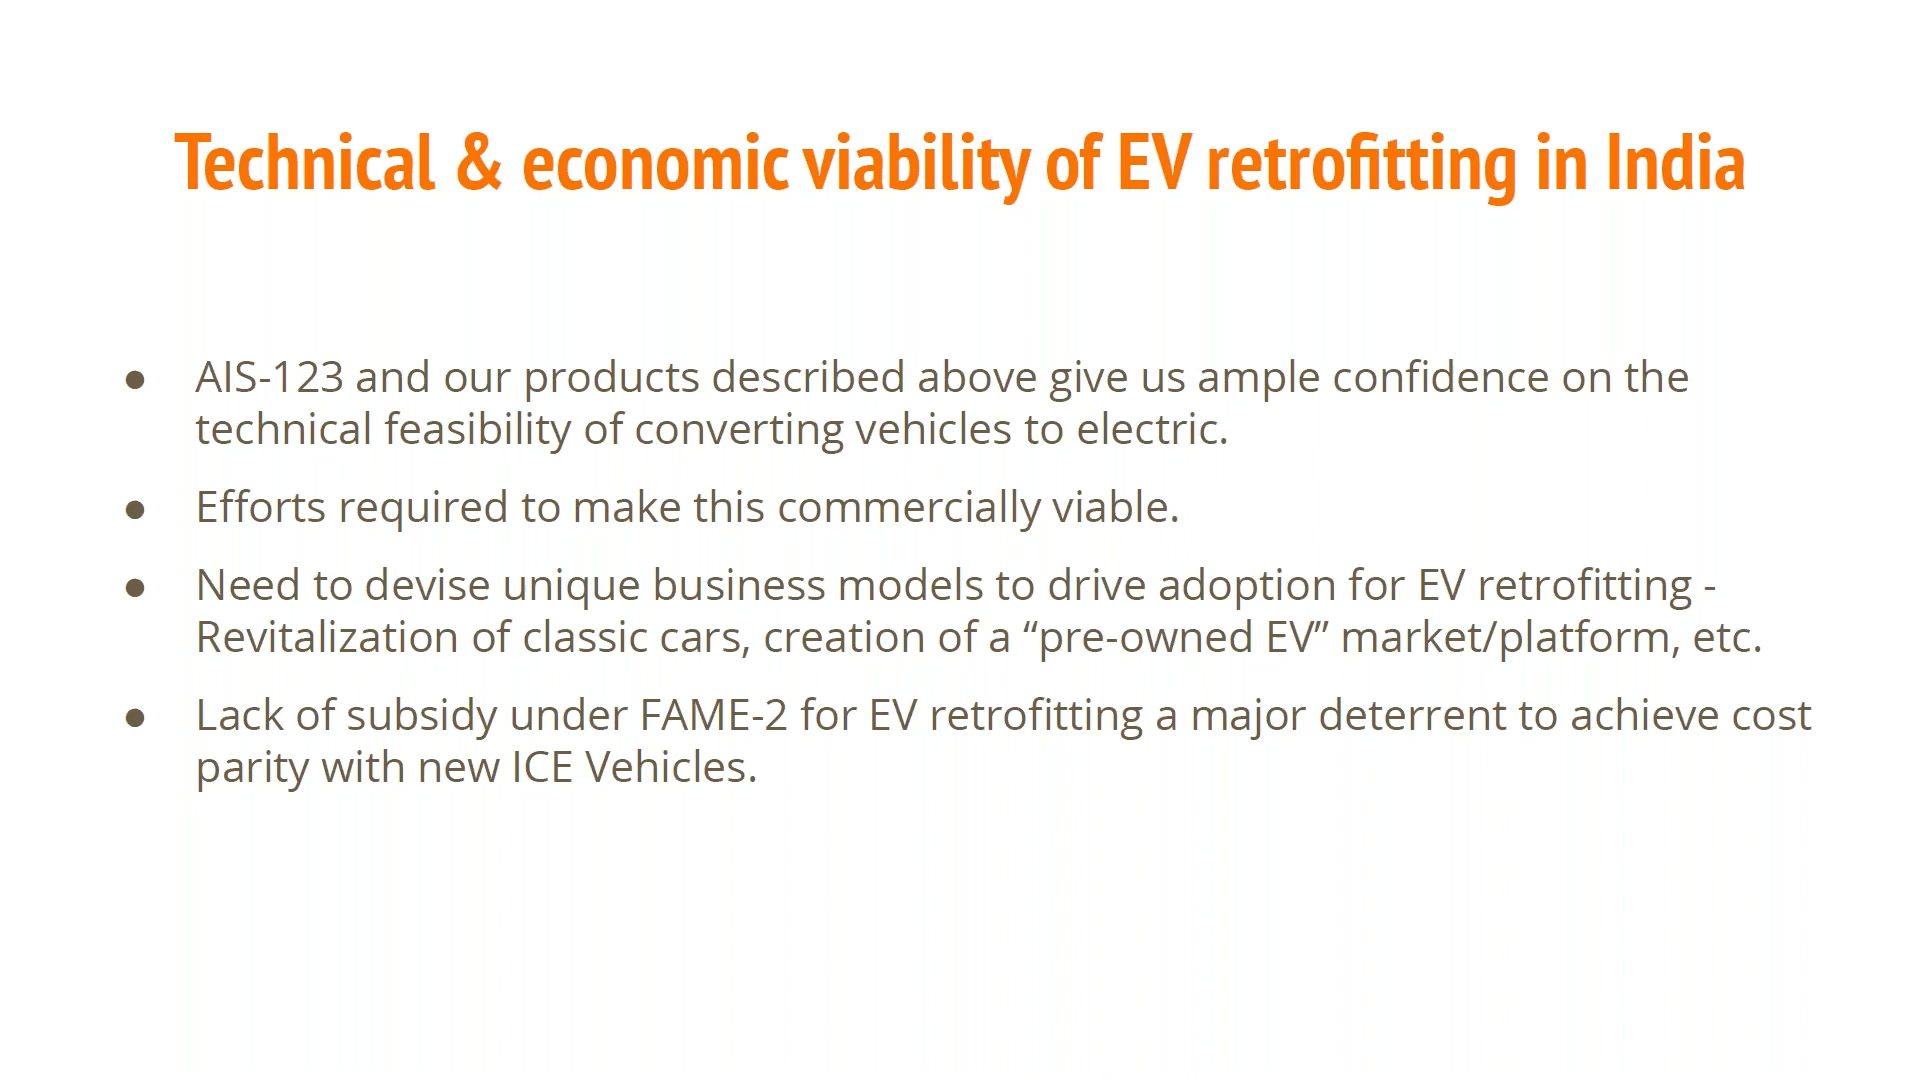 Technical & economic viability of EV retrofitting in India
● AIS-123 and our products described above give us ample confidence on the
technical feasibility of converting vehicles to electric.
● Efforts required to make this commercially viable.
● Need to devise unique business models to drive adoption for EV retrofitting -
Revitalization of classic cars, creation of a “pre-owned EV” market/platform, etc.
● Lack of subsidy under FAME-2 for EV retrofitting a major deterrent to achieve cost
parity with new ICE Vehicles.